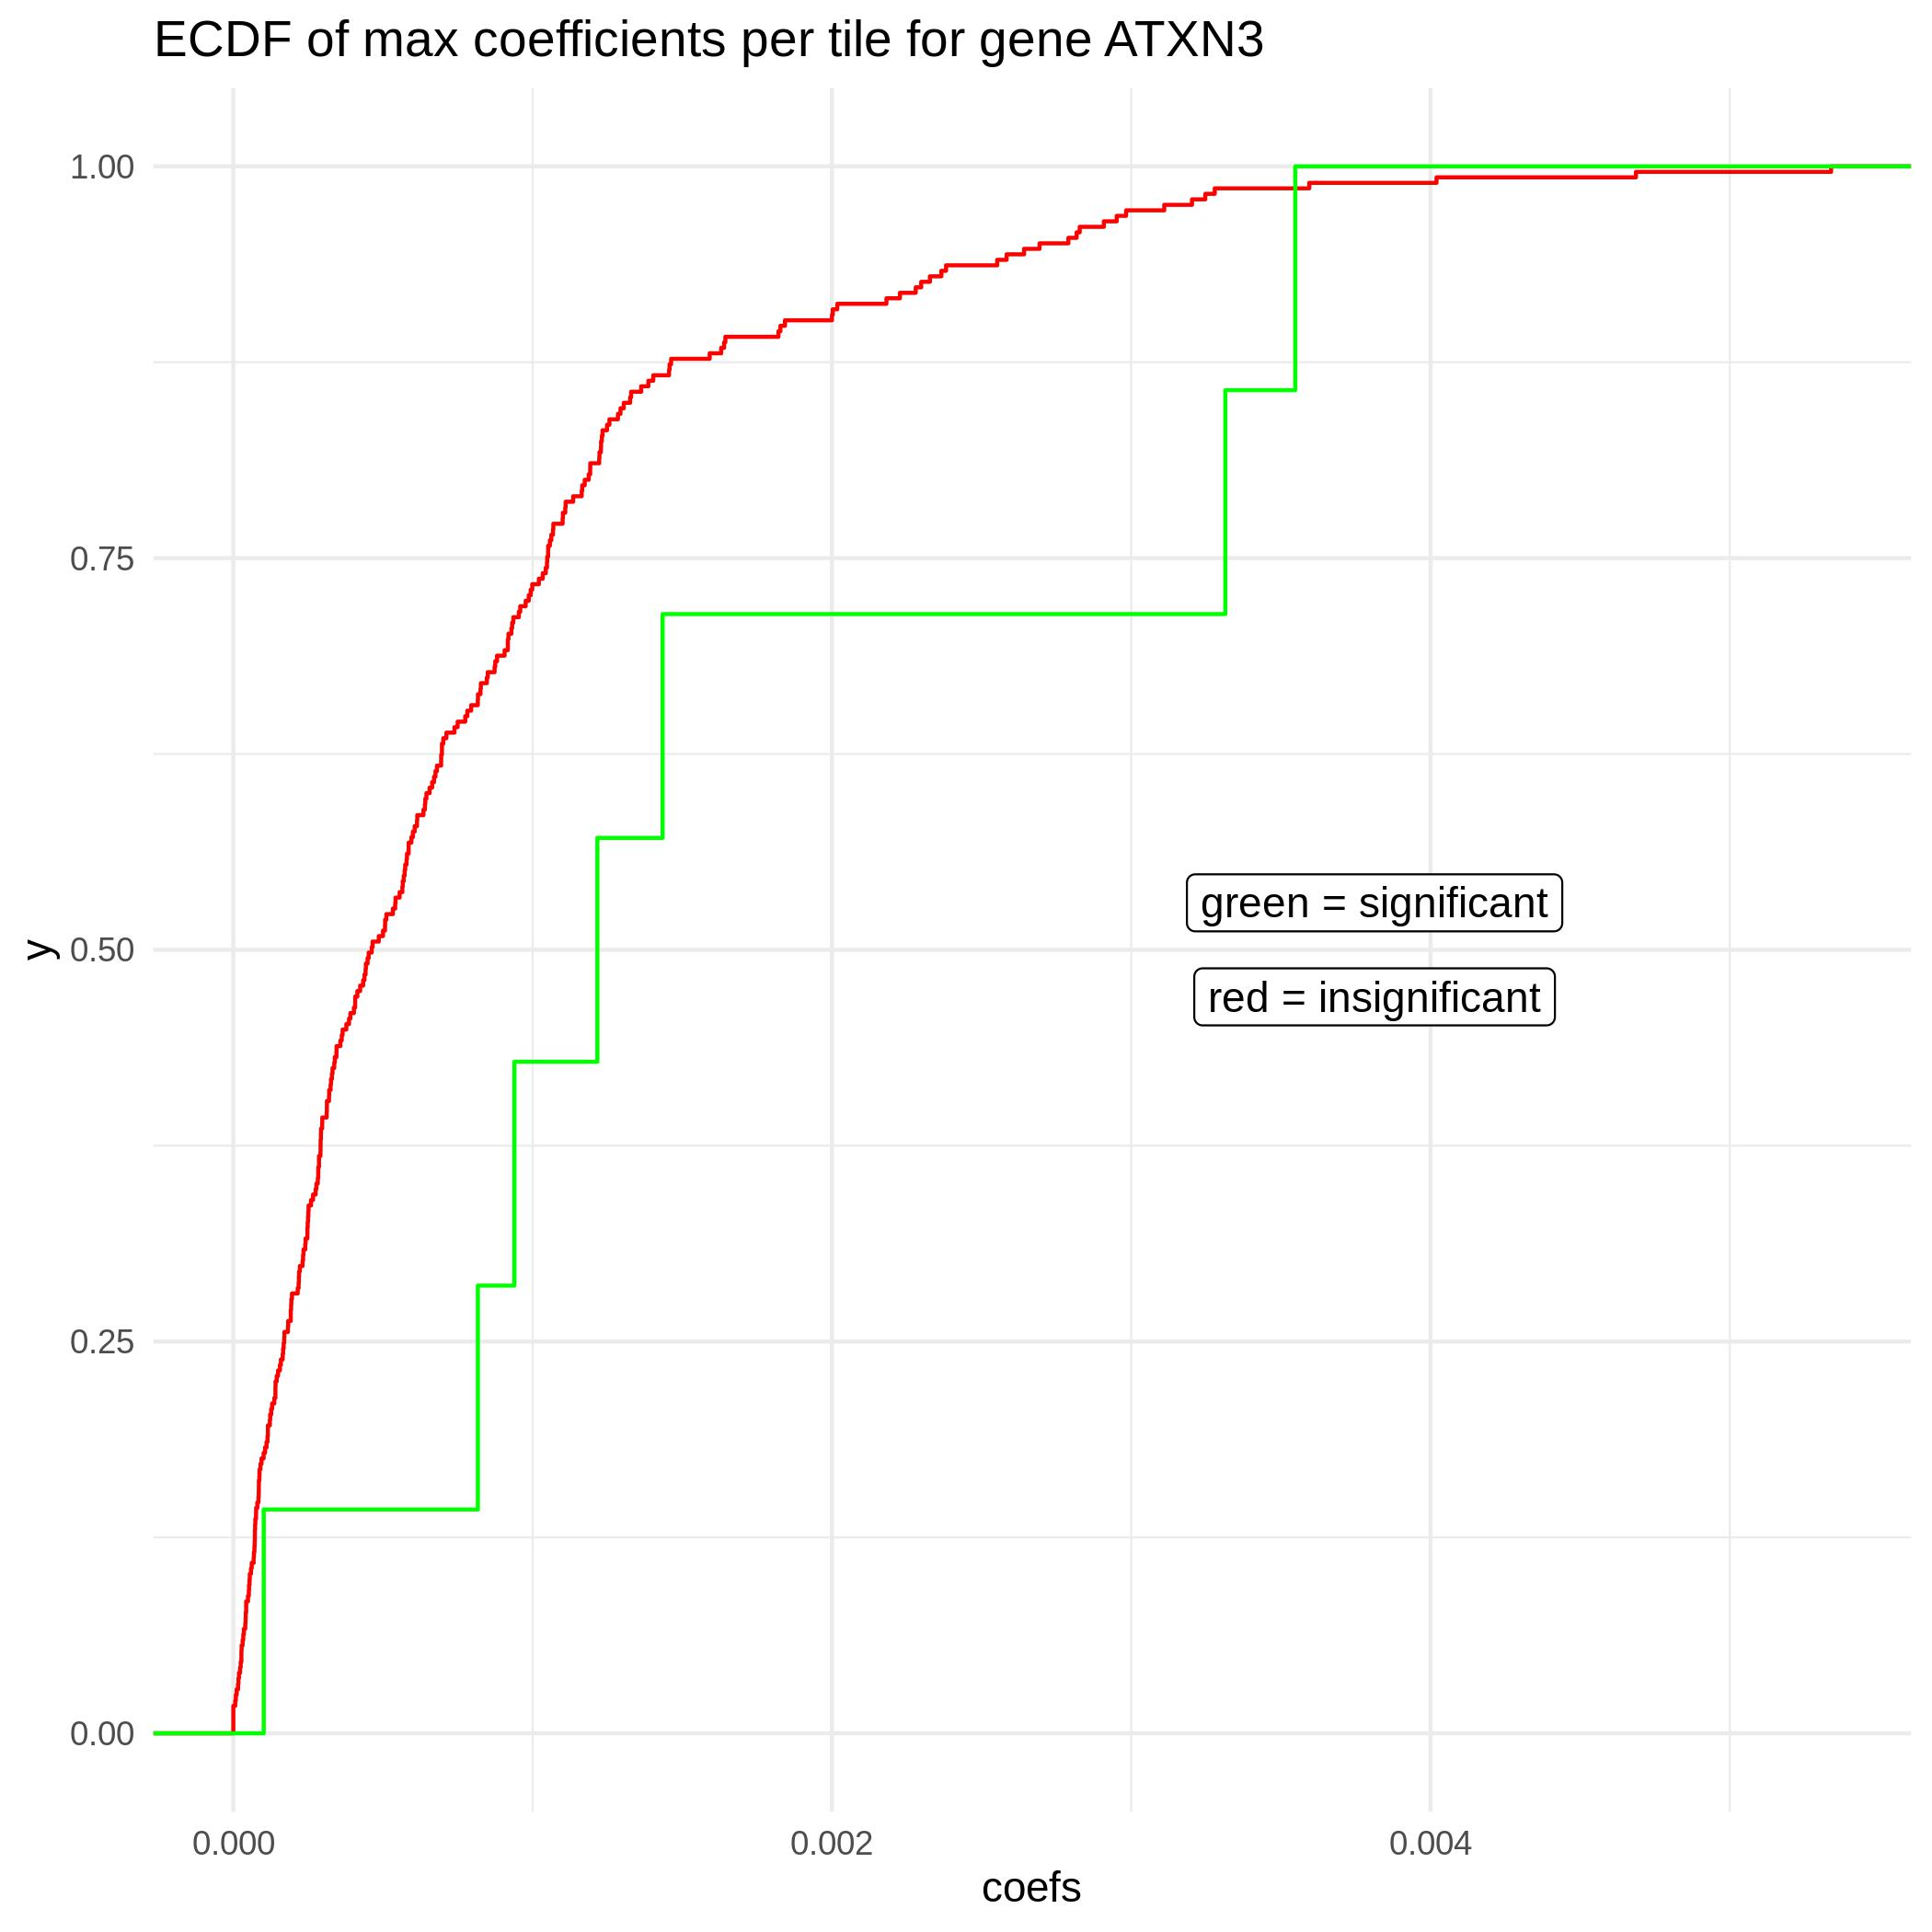 ECDF of max coefficients per tile for gene ATXN3
1.00
0.75
0.50
0.25
0.00
y
green = significant
red = insignificant
0.000
0.002
0.004
coefs